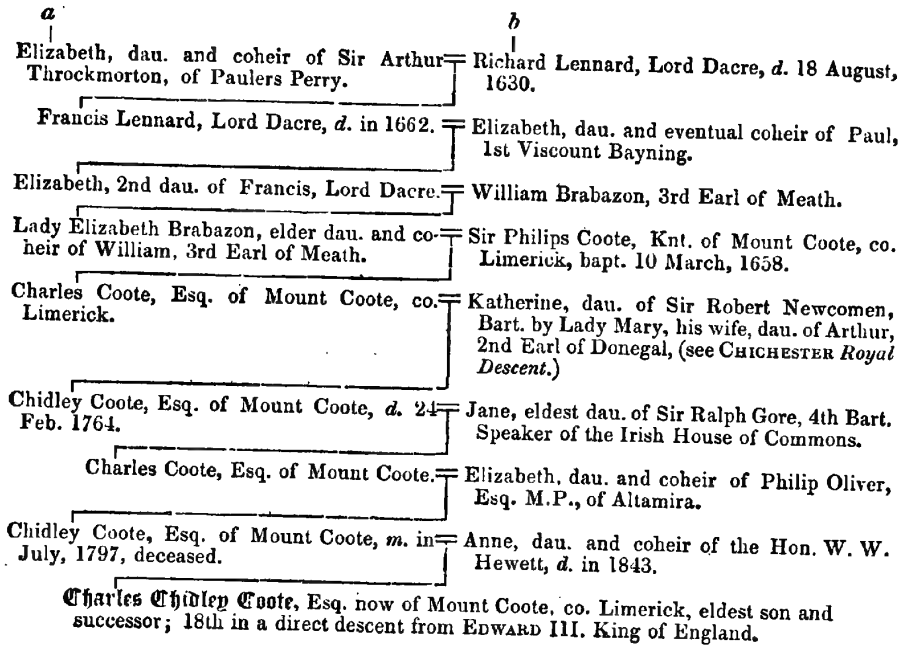 a
b
Elizabeth, dau. and coheir of Sir Arthur
Throckmorton, of Paulers Perry.
Richard Lennard, Lord Dacre, d. 18 August,
1630.
Francis Lennard, Lord Dacre, d. in 1662.
Elizabeth, dau. and eventual coheir of Paul,
1st Viscount Bayning.
Elizabeth, 2nd dau. of Francis, Lord Dacre.
William Brabazon, 3rd Earl of Meath.
Lady Elizabeth Brabazon, elder dau. and co-
heir of William, 3rd Earl of Meath.
Sir Philips Coote, Knt. of Mount Coote, co.
Limerick, bapt. 10 March, 1658.
Charles Coote, Esq. of Mount Coote, co.
Limerick.
Katherine, dau. of Sir Robert Newcomen,
Bart. by Lady Mary, his wife, dau. of Arthur,
2nd Earl of Donegal, (see CHICHESTER Royal
Descent.)
Chidley Coote, Esq. of Mount Coote, d. 24
Feb. 1764.
Jane, eldest dau. of Sir Ralph Gore, 4th Bart.
Speaker of the Irish House of Commons.
Charles Coote, Esq. of Mount Coote.
Elizabeth, dau. and coheir of Philip Oliver,
Esq. M.P., of Altamira.
Chidley Coote, Esq. of Mount Coote, m. in
July, 1797, deceased.
Anne, dau. and coheir of the Hon. W. W.
Hewett, d. in 1843.
Charles Chidley Coote, Esq. now of Mount Coote, co. Limerick, eldest son and
successor; 18th in a direct descent from EDWARD III. King of England.